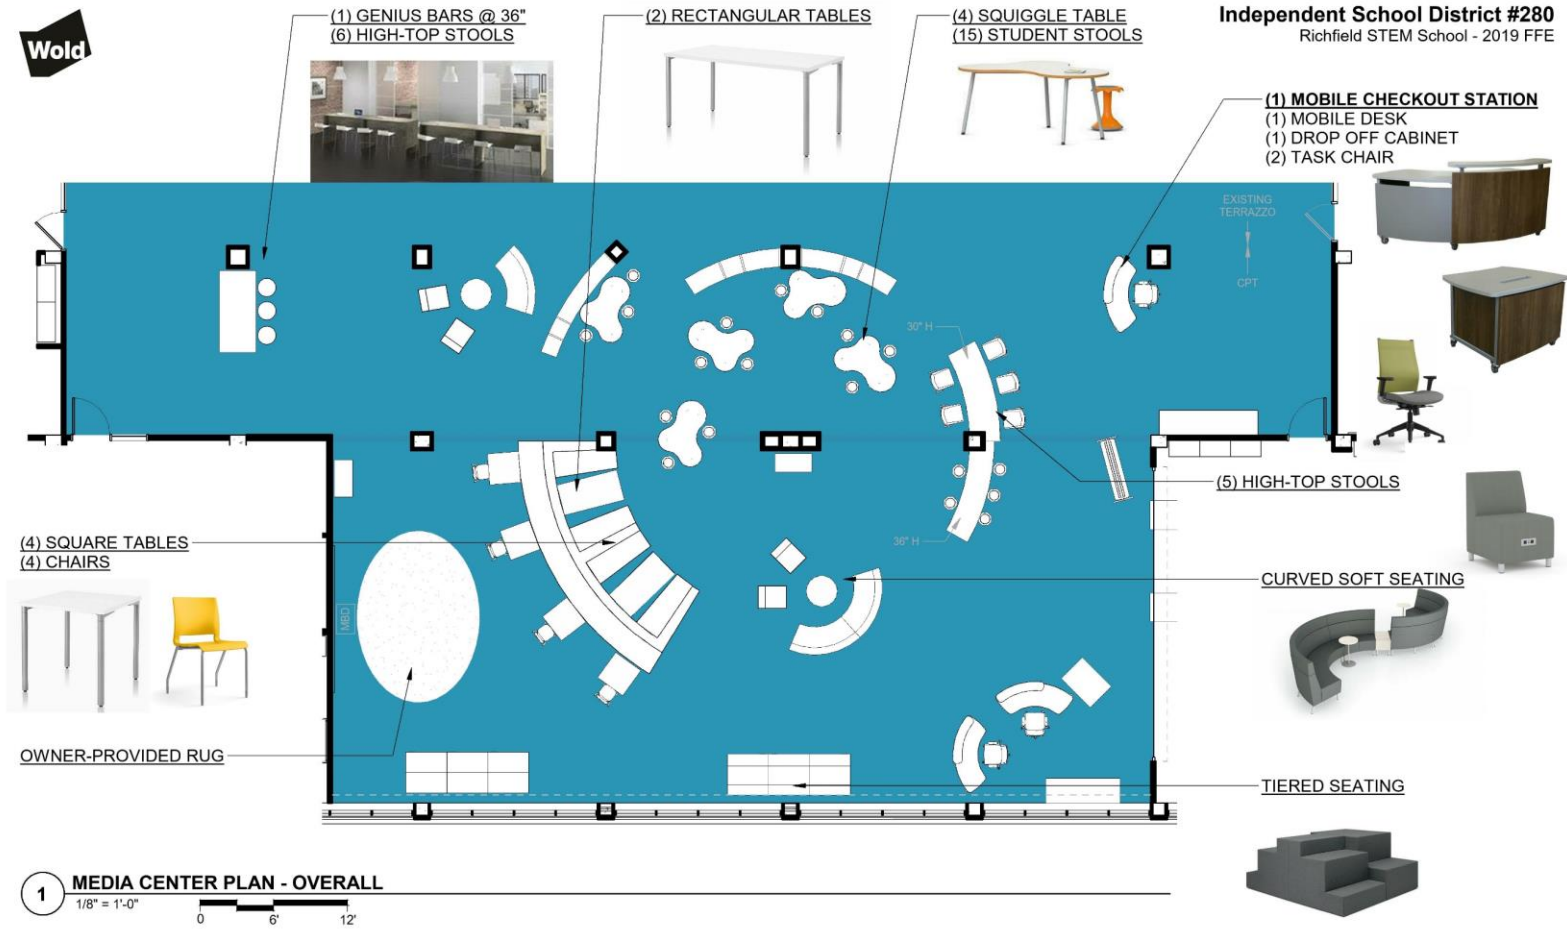 Wold
(1) GENIUS BARS @ 36"
(6) HIGH-TOP STOOLS
(2) RECTANGULAR TABLES
(4) SQUIGGLE TABLE
(15) STUDENT STOOLS
Independent School District #280
Richfield STEM School - 2019 FFE
(1) MOBILE CHECKOUT STATION
(1) MOBILE DESK
(1) DROP OFF CABINET
(2) TASK CHAIR
EXISTING
TERRAZZO
CPT
30" H
(5) HIGH-TOP STOOLS
36" H
(4) SQUARE TABLES
(4) CHAIRS
CURVED SOFT SEATING
MBD
OWNER-PROVIDED RUG
TIERED SEATING
1
MEDIA CENTER PLAN - OVERALL
1/8" = 1'-0"
0 6' 12'